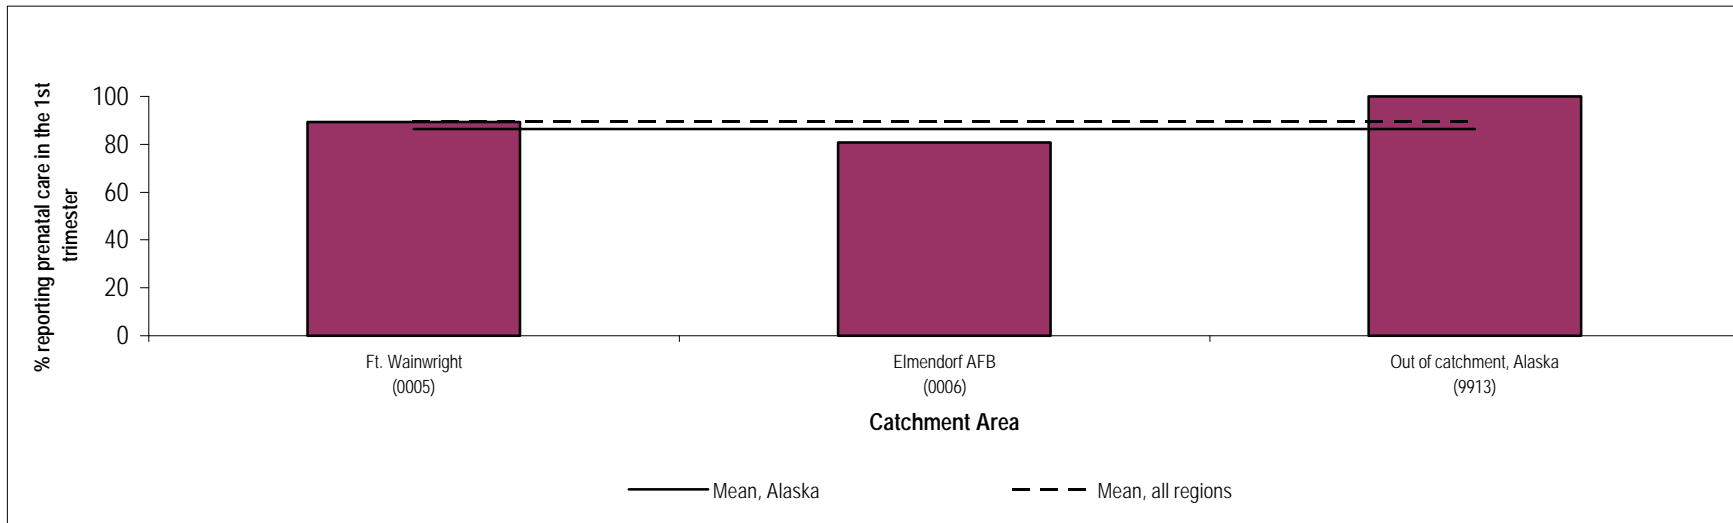 % reporting prenatal care in the 1st
trimester
100
80
60
40
20
0
Ft. Wainwright
(0005)
Elmendorf AFB
(0006)
Out of catchment, Alaska
(9913)
Catchment Area
Mean, Alaska
Mean, all regions